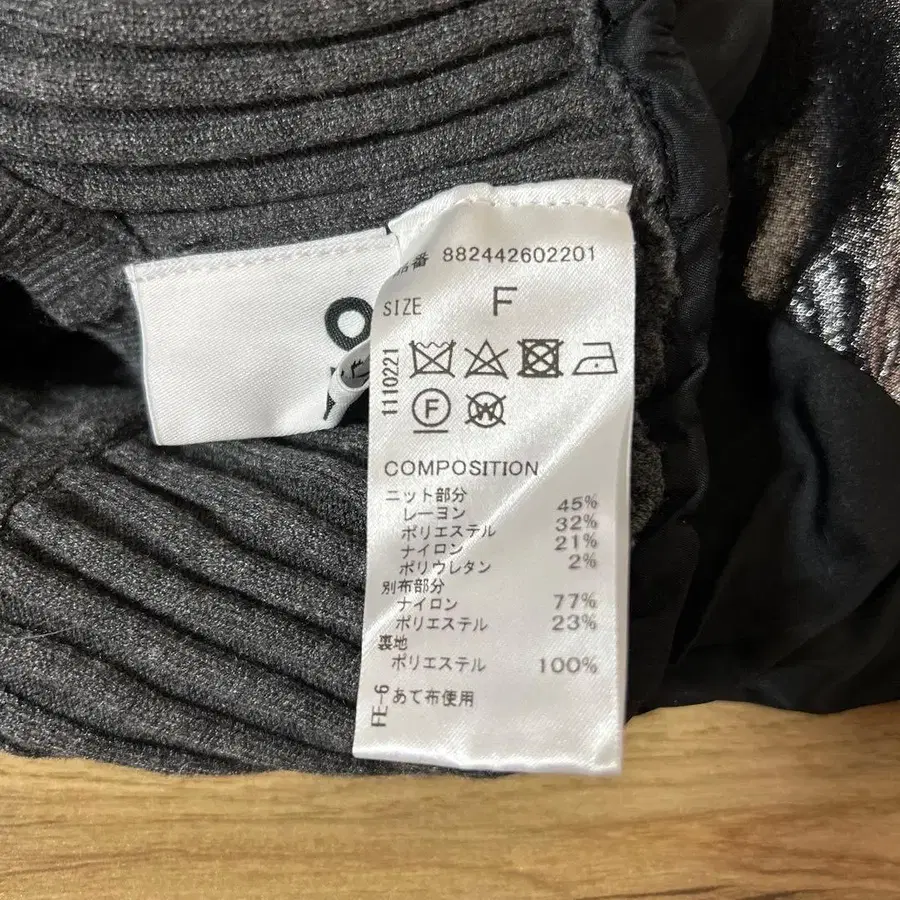 品番 882442602201
SIZE F
1110221
F
W
COMPOSITION
ニット部分
レーヨン 45%
ポリエステル 32%
ナイロン 21%
ポリウレタン 2%
別布部分
ナイロン 77%
ポリエステル 23%
裏地
ポリエステル 100%
あて布使用
FE-6